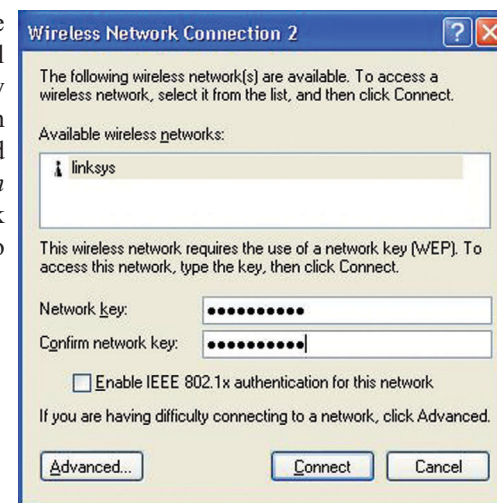 Wireless Network Connection 2
The following wireless network(s) are available. To access a
wireless network, select it from the list, and then click Connect.
Available wireless networks:
linksys
This wireless network requires the use of a network key (WEP). To
access this network, type the key, then click Connect.
Network key:
●●●●●●●●●●
Confirm network key:
●●●●●●●●●●
Enable IEEE 802.1x authentication for this network
If you are having difficulty connecting to a network, click Advanced.
Advanced...
Connect
Cancel